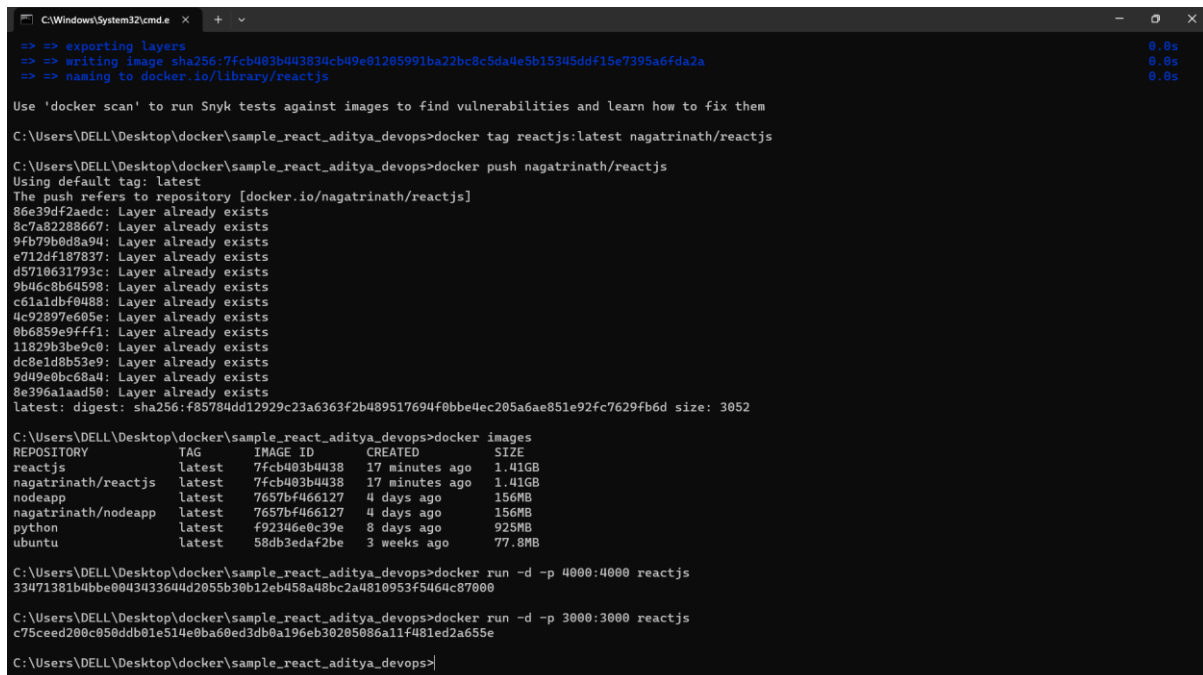 C:\Windows\System32\cmd.e
=> => exporting layers 0.0s
=> => writing image sha256:7fcb403b443834cb49e01205991ba22bc8c5da4e5b15345ddf15e7395a6fda2a 0.0s
=> => naming to docker.io/library/reactjs 0.0s
Use 'docker scan' to run Snyk tests against images to find vulnerabilities and learn how to fix them
C:\Users\DELL\Desktop\docker\sample_react_aditya_devops>docker tag reactjs:latest nagatrinath/reactjs
C:\Users\DELL\Desktop\docker\sample_react_aditya_devops>docker push nagatrinath/reactjs
Using default tag: latest
The push refers to repository [docker.io/nagatrinath/reactjs]
86e39df2aedc: Layer already exists
8c7a82288667: Layer already exists
9fb79b0d8a94: Layer already exists
e712df187837: Layer already exists
d5710631793c: Layer already exists
9b46c8b64598: Layer already exists
c61a1dbf0488: Layer already exists
4c92897e605e: Layer already exists
0b6859e9fff1: Layer already exists
11829b3be9c0: Layer already exists
dc8e1d8b53e9: Layer already exists
9d49e0bc68a4: Layer already exists
8e396a1aad50: Layer already exists
latest: digest: sha256:f85784dd12929c23a6363f2b489517694f0bbe4ec205a6ae851e92fc7629fb6d size: 3052
C:\Users\DELL\Desktop\docker\sample_react_aditya_devops>docker images
REPOSITORY TAG IMAGE ID CREATED SIZE
reactjs latest 7fcb403b4438 17 minutes ago 1.41GB
nagatrinath/reactjs latest 7fcb403b4438 17 minutes ago 1.41GB
nodeapp latest 7657bf466127 4 days ago 156MB
nagatrinath/nodeapp latest 7657bf466127 4 days ago 156MB
python latest f92346e0c39e 8 days ago 925MB
ubuntu latest 58db3edaf2be 3 weeks ago 77.8MB
C:\Users\DELL\Desktop\docker\sample_react_aditya_devops>docker run -d -p 4000:4000 reactjs
33471381b4bbe0043433644d2055b30b12eb458a48bc2a4810953f5464c87000
C:\Users\DELL\Desktop\docker\sample_react_aditya_devops>docker run -d -p 3000:3000 reactjs
c75ceed200c050ddb01e514e0ba60ed3db0a196eb30205086a11f481ed2a655e
C:\Users\DELL\Desktop\docker\sample_react_aditya_devops>